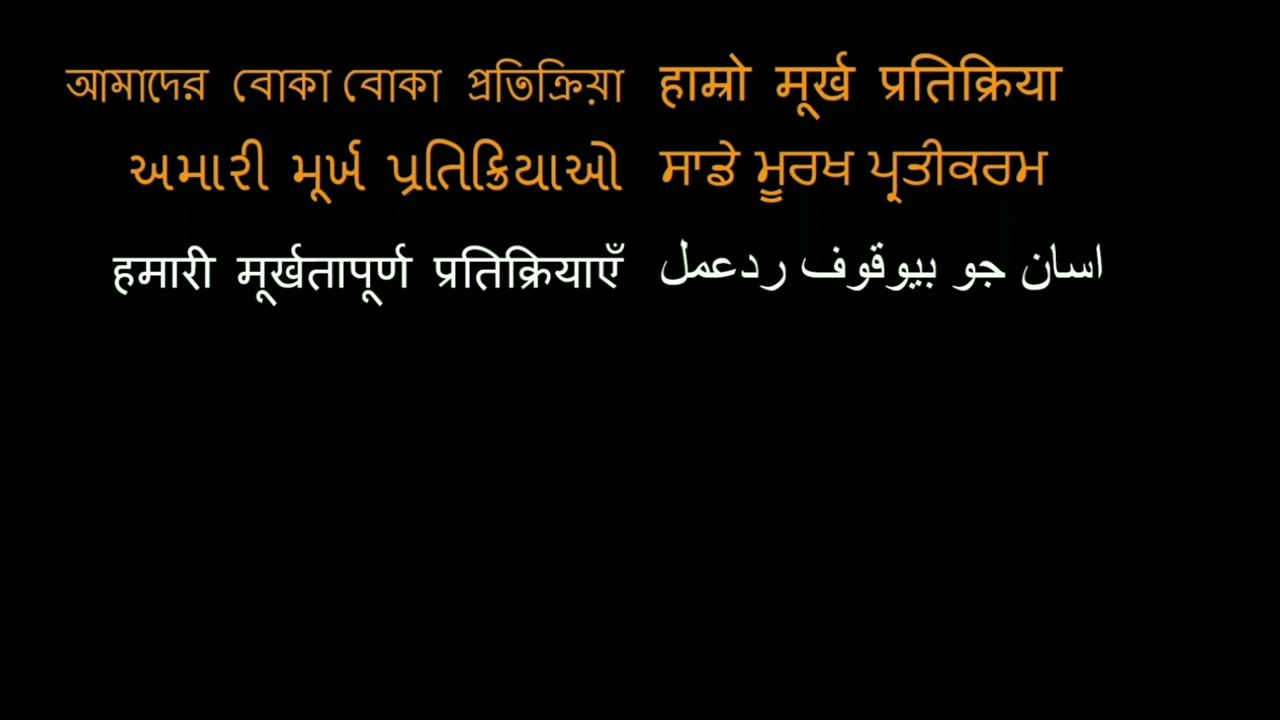 আমাদের বোকা বোকা প্রতিক্রিয়া हाम्रो मूर्ख प्रतिक्रिया
અમારી મૂર્ખ પ્રતિક્રિયાઓ ਸਾਡੇ ਮੂਰਖ ਪ੍ਰਤੀਕਰਮ
हमारी मूर्खतापूर्ण प्रतिक्रियाएँ اسان جو بيوقوف ردعمل